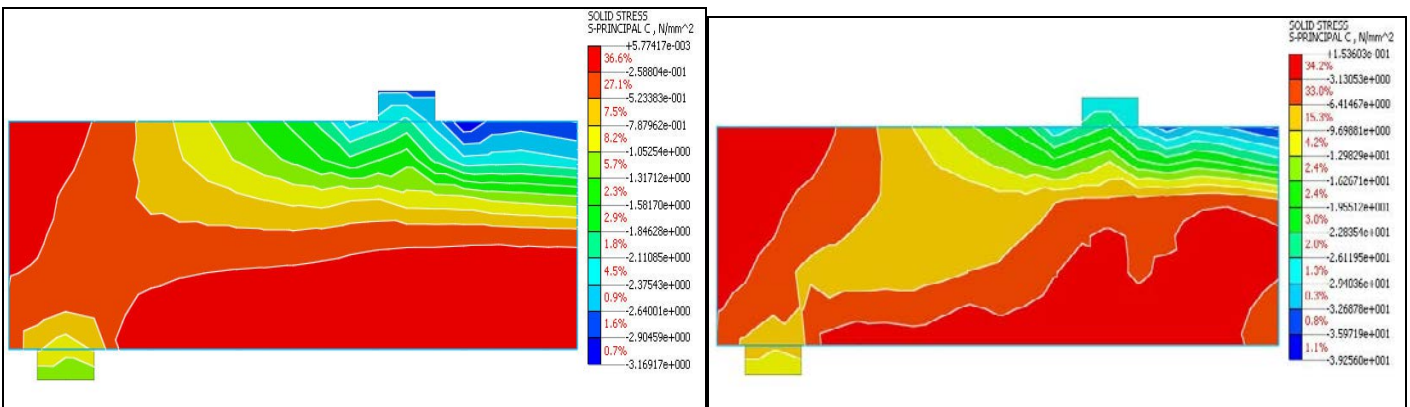 SOLID STRESS
S-PRINCIPAL C , N/mm^2
+5.77417e-003
36.6%
-2.58804e-001
27.1%
-5.23383e-001
7.5%
-7.87962e-001
8.2%
-1.05254e+000
5.7%
-1.31712e+000
2.3%
-1.58170e+000
2.9%
-1.84628e+000
1.8%
-2.11085e+000
4.5%
-2.37543e+000
0.9%
-2.64001e+000
1.6%
-2.90459e+000
0.7%
-3.16917e+000
SOLID STRESS
S-PRINCIPAL C , N/mm^2
+1.53603e-001
34.2%
-3.13053e+000
33.0%
-6.41467e+000
15.3%
-9.69881e+000
4.2%
-1.29829e+001
2.4%
-1.62671e+001
2.4%
-1.95512e+001
3.0%
-2.28354e+001
2.0%
-2.61195e+001
1.3%
-2.94036e+001
0.3%
-3.26878e+001
0.8%
-3.59719e+001
1.1%
-3.92560e+001